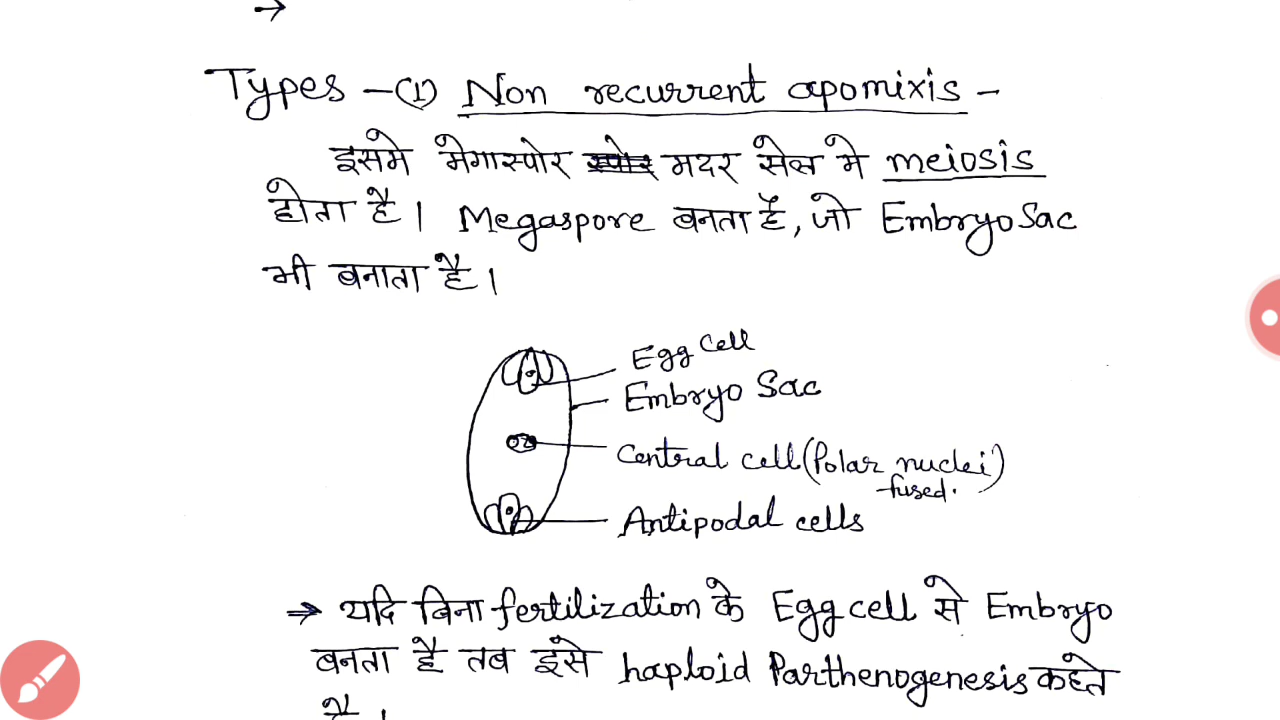 →
Types - (1) Non recurrent apomixis -
इसमे मेगास्पोर स्पोर मदर सेल मे meiosis
होता है। Megaspore बनता है, जो Embryo Sac
भी बनाता है।
Egg Cell
Embryo Sac
Central cell (Polar nuclei)
fused.
Antipodal cells
⇒ यदि बिना fertilization के Egg cell से Embryo
बनता है तब इसे haploid Parthenogenesis कहते
हैं।